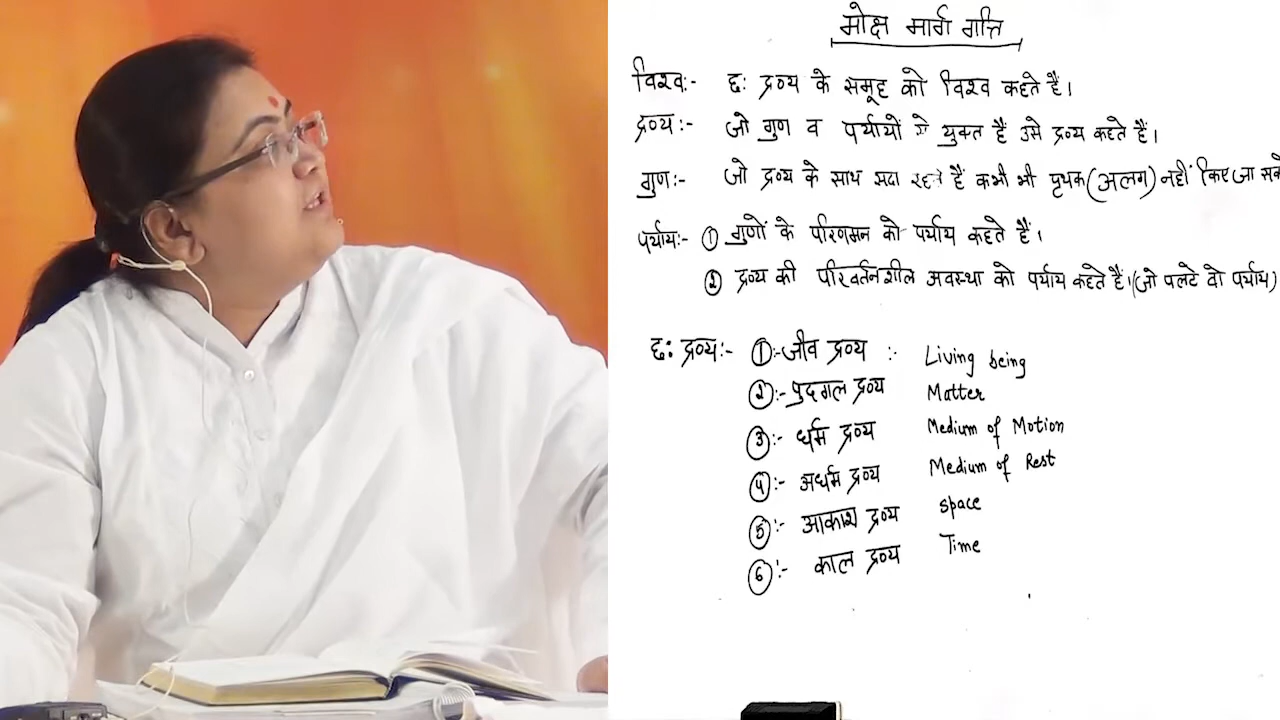 मोक्ष मार्ग गति
विश्व:- छः द्रव्य के समूह को विश्व कहते हैं।
द्रव्य:- जो गुण व पर्यायों से युक्त हैं उसे द्रव्य कहते हैं।
गुण:- जो द्रव्य के साथ सदा रहते हैं कभी भी पृथक (अलग) नहीं किए जा सके
पर्याय:- ① गुणों के परिणमन को पर्याय कहते हैं।
② द्रव्य की परिवर्तनशील अवस्था को पर्याय कहते हैं। (जो पलटे वो पर्याय)
छः द्रव्य:- ①:- जीव द्रव्य :- Living being
②:- पुदगल द्रव्य Matter
③:- धर्म द्रव्य Medium of Motion
④:- अधर्म द्रव्य Medium of Rest
⑤:- आकाश द्रव्य space
⑥:- काल द्रव्य Time